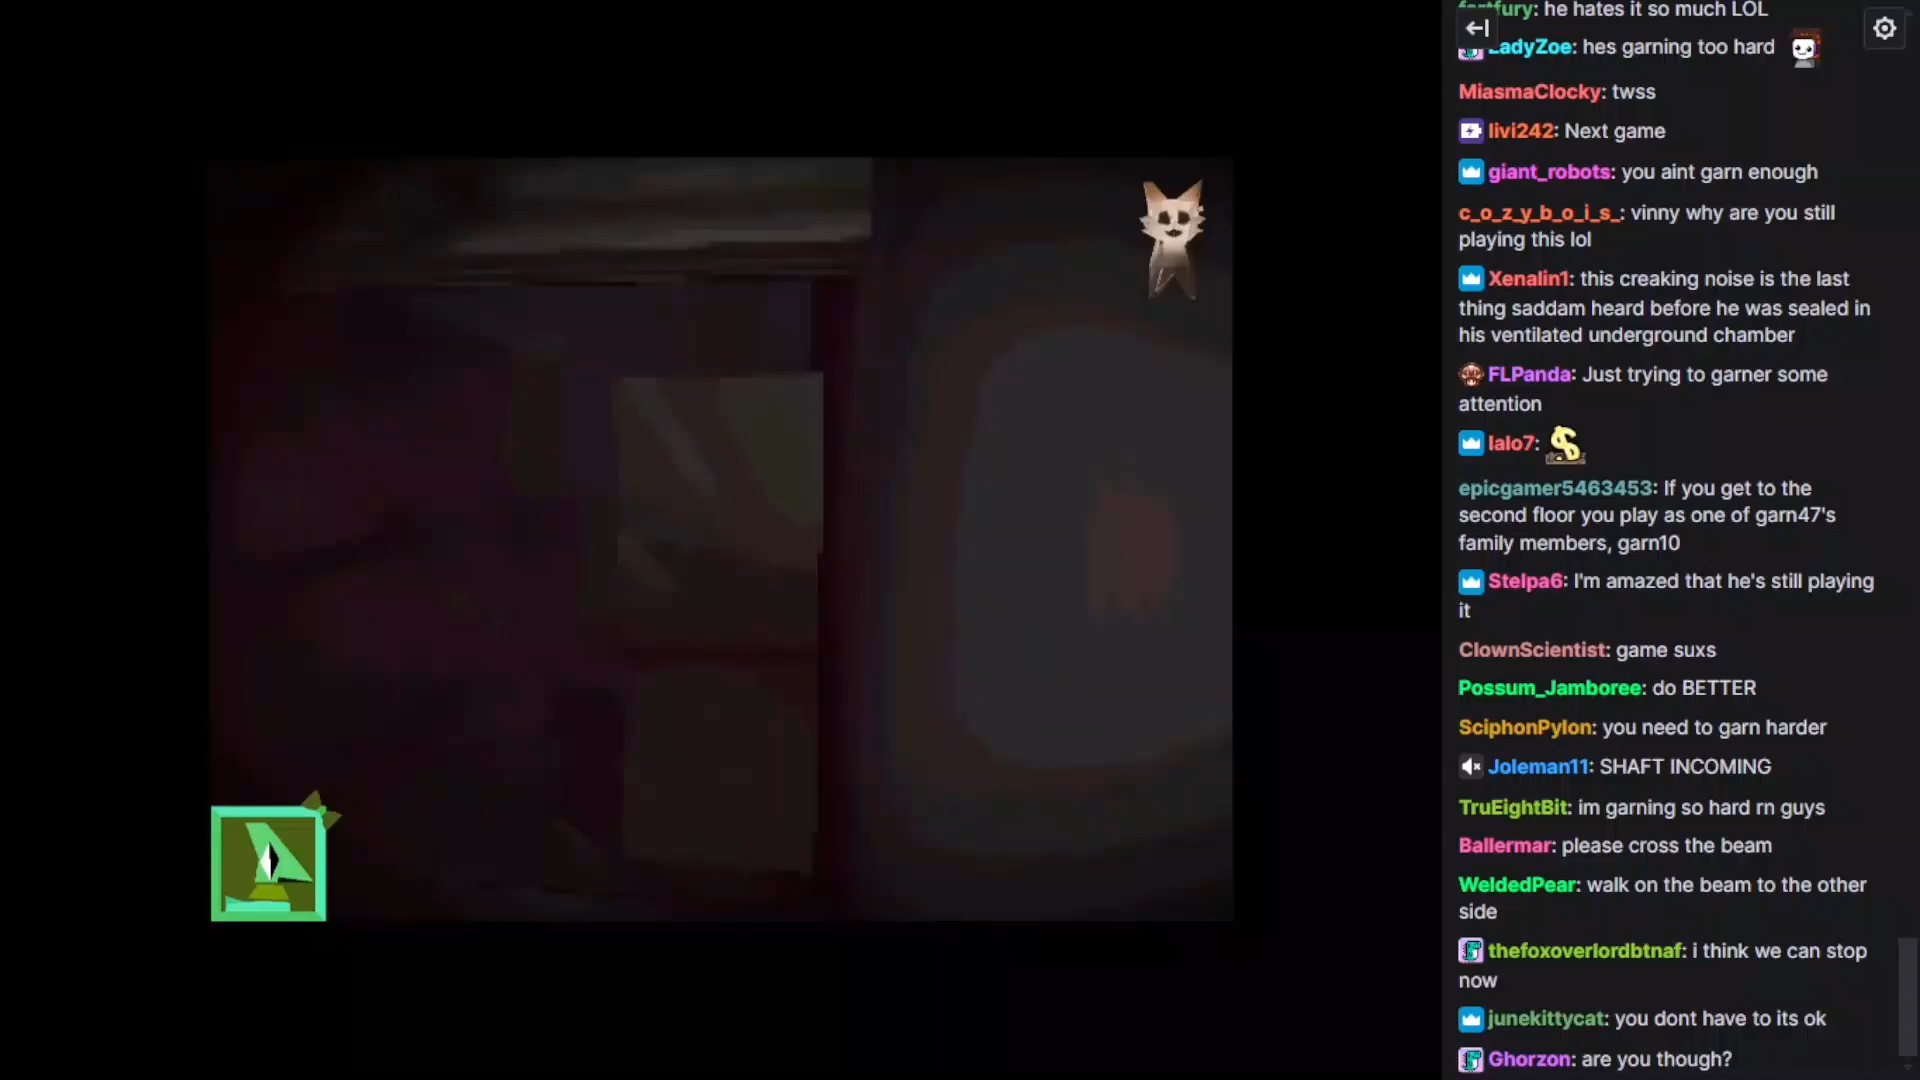 fortfury: he hates it so much LOL
LadyZoe: hes garning too hard
MiasmaClocky: twss
livi242: Next game
giant_robots: you aint garn enough
c_o_z_y_b_o_i_s_: vinny why are you still
playing this lol
Xenalin1: this creaking noise is the last
thing saddam heard before he was sealed in
his ventilated underground chamber
FLPanda: Just trying to garner some
attention
lalo7:
epicgamer5463453: If you get to the
second floor you play as one of garn47's
family members, garn10
Stelpa6: I'm amazed that he's still playing
it
ClownScientist: game suxs
Possum_Jamboree: do BETTER
SciphonPylon: you need to garn harder
Joleman11: SHAFT INCOMING
TruEightBit: im garning so hard rn guys
Ballermar: please cross the beam
WeldedPear: walk on the beam to the other
side
thefoxoverlordbtnaf: i think we can stop
now
junekittycat: you dont have to its ok
Ghorzon: are you though?